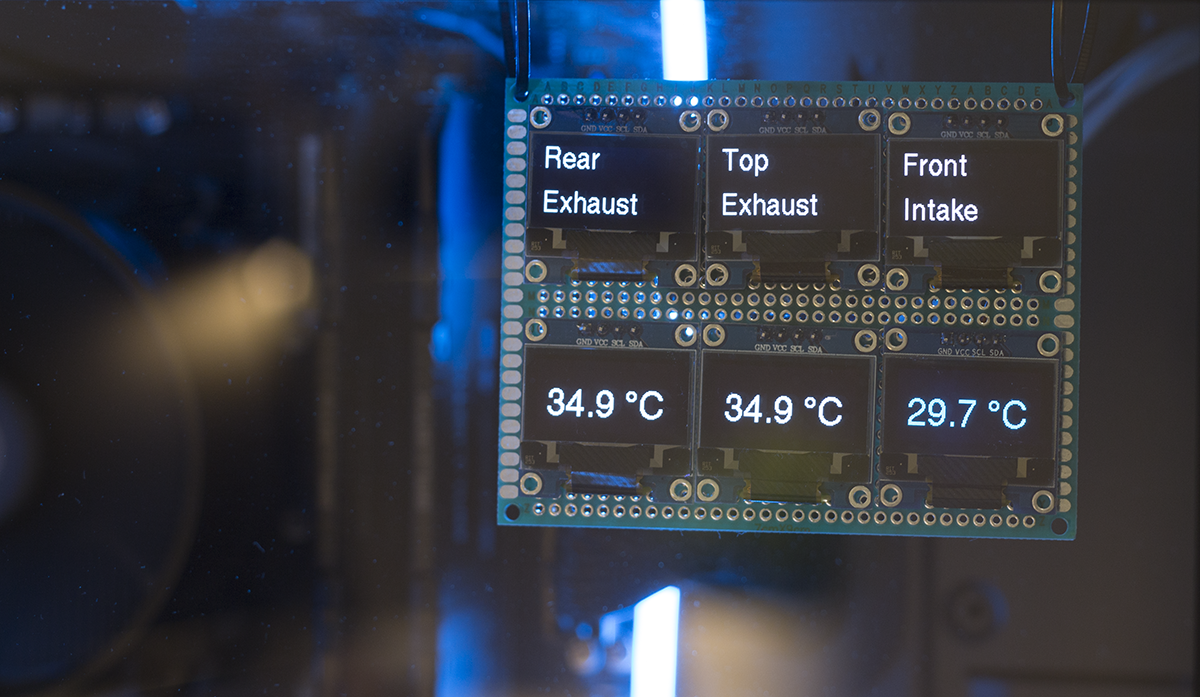 A B C D E F G H I J K L M N O P Q R S T U V W X Y Z A B C D E
GND VCC SCL SDA
GND VCC SCL SDA
GND VCC SCL SDA
Rear
Exhaust
Top
Exhaust
Front
Intake
GND VCC SCL SDA
GND VCC SCL SDA
GND VCC SCL SDA
34.9 °C
34.9 °C
29.7 °C